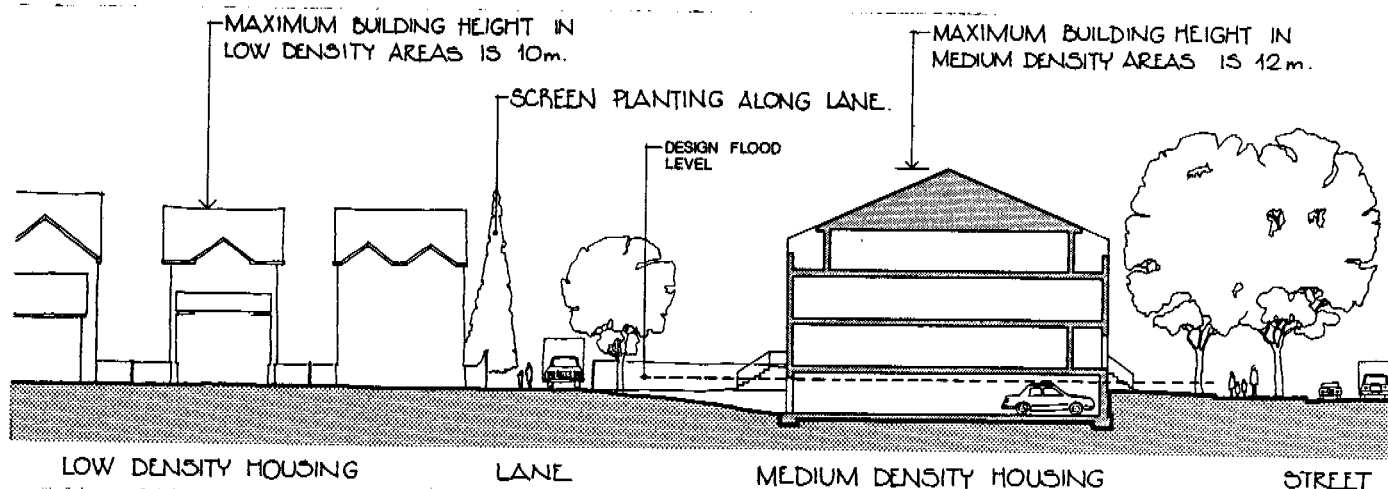 MAXIMUM BUILDING HEIGHT IN
LOW DENSITY AREAS IS 10m.
MAXIMUM BUILDING HEIGHT IN
MEDIUM DENSITY AREAS IS 12m.
SCREEN PLANTING ALONG LANE.
DESIGN FLOOD
LEVEL
LOW DENSITY HOUSING
LANE
MEDIUM DENSITY HOUSING
STREET